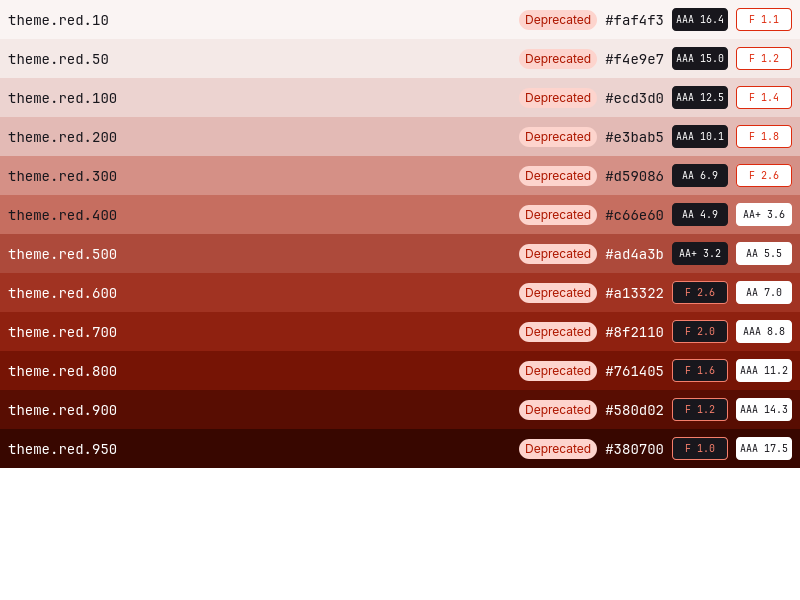 theme.red.10 Deprecated #faf4f3 AAA 16.4 F 1.1
theme.red.50 Deprecated #f4e9e7 AAA 15.0 F 1.2
theme.red.100 Deprecated #ecd3d0 AAA 12.5 F 1.4
theme.red.200 Deprecated #e3bab5 AAA 10.1 F 1.8
theme.red.300 Deprecated #d59086 AA 6.9 F 2.6
theme.red.400 Deprecated #c66e60 AA 4.9 AA+ 3.6
theme.red.500 Deprecated #ad4a3b AA+ 3.2 AA 5.5
theme.red.600 Deprecated #a13322 F 2.6 AA 7.0
theme.red.700 Deprecated #8f2110 F 2.0 AAA 8.8
theme.red.800 Deprecated #761405 F 1.6 AAA 11.2
theme.red.900 Deprecated #580d02 F 1.2 AAA 14.3
theme.red.950 Deprecated #380700 F 1.0 AAA 17.5